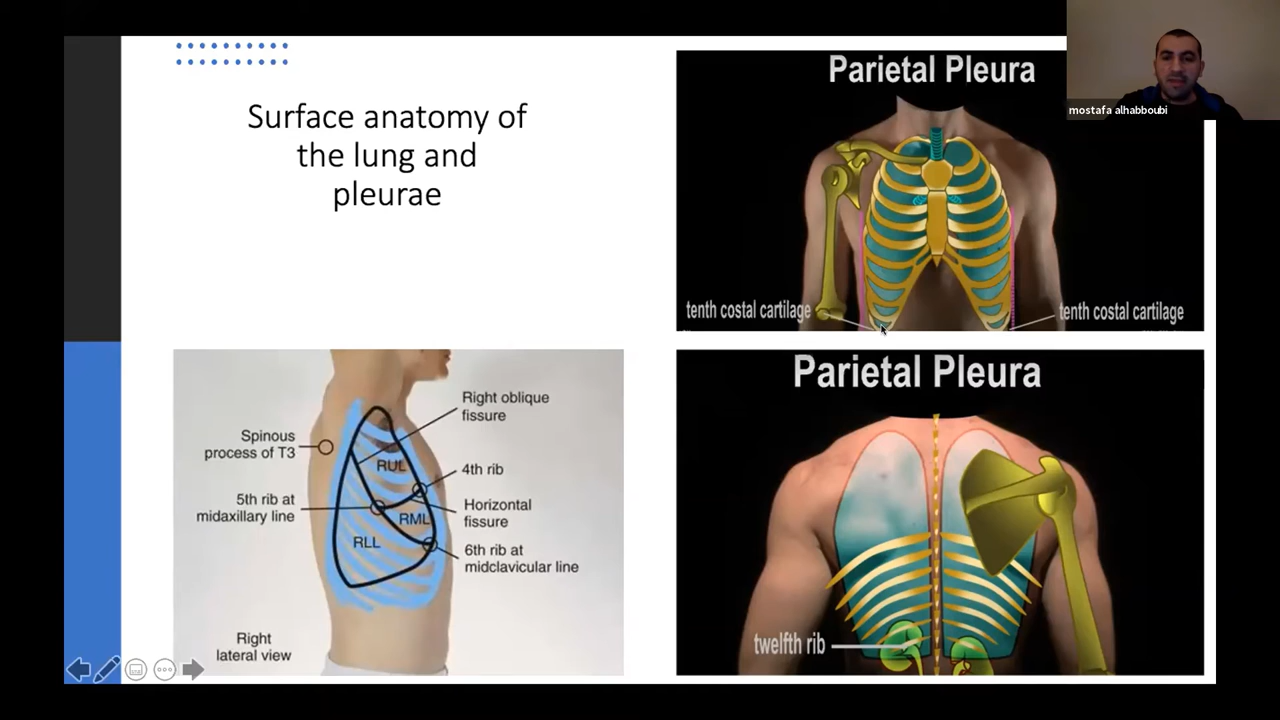 Surface anatomy of
the lung and
pleurae
Parietal Pleura
mostafa alhabboubi
tenth costal cartilage
tenth costal cartilage
Right oblique
fissure
Spinous
process of T3
RUL
4th rib
5th rib at
midaxillary line
Horizontal
fissure
RML
RLL
6th rib at
midclavicular line
Right
lateral view
Parietal Pleura
twelfth rib